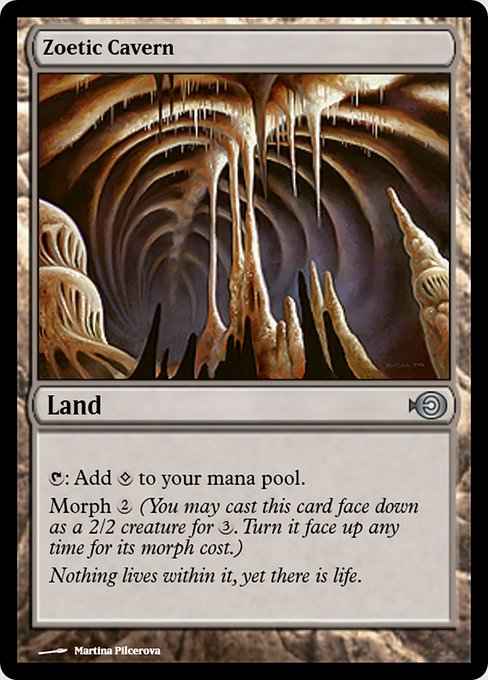 Zoetic Cavern
Land
: Add to your mana pool.
Morph 2 (You may cast this card face down
as a 2/2 creature for 3. Turn it face up any
time for its morph cost.)
Nothing lives within it, yet there is life.
Martina Pilcerova